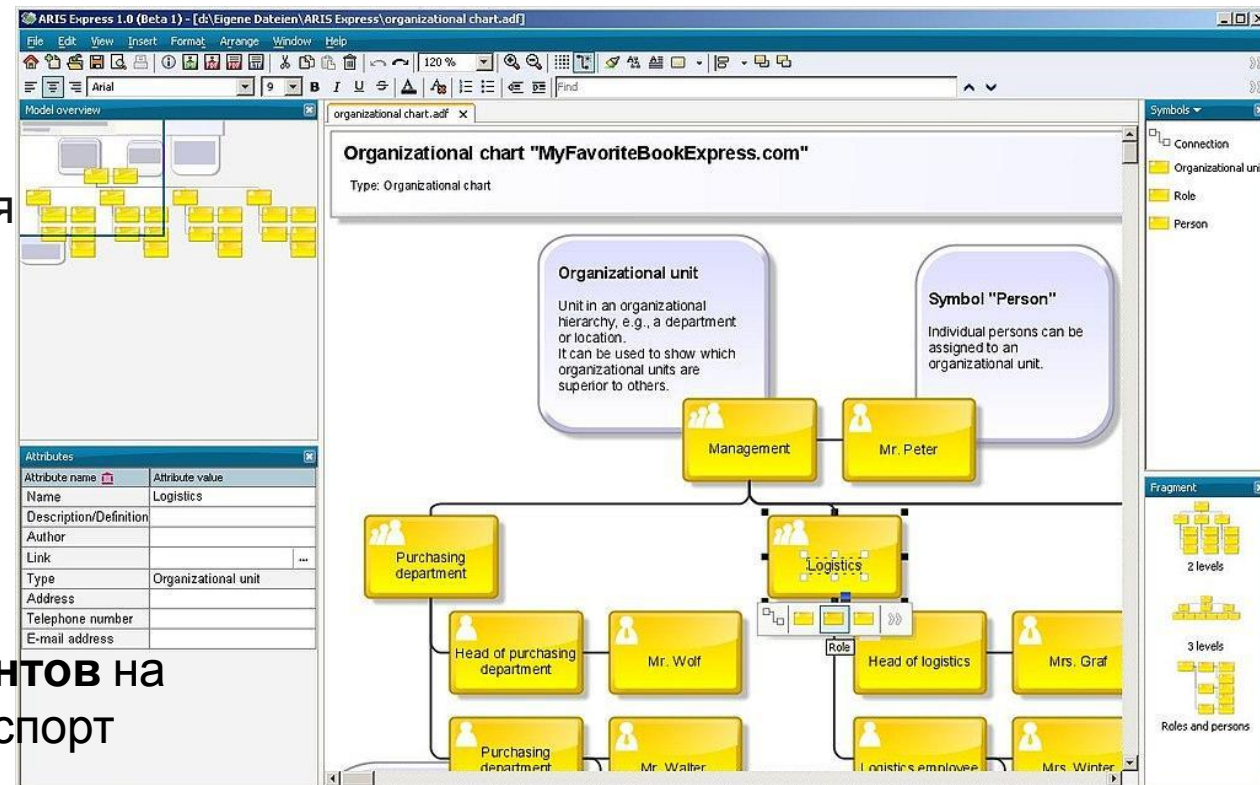 ARIS Express 1.0 (Beta 1) - [d:\Eigene Dateien\ARIS Express\organizational chart.adf]
File Edit View Insert Format Arrange Window Help
120 %
Arial 9 B I U S A Find
Model overview
я
нтов на
спорт
Attributes
Attribute name Attribute value
Name Logistics
Description/Definition
Author
Link ...
Type Organizational unit
Address
Telephone number
E-mail address
organizational chart.adf
Organizational chart "MyFavoriteBookExpress.com"
Type: Organizational chart
Organizational unit
Unit in an organizational
hierarchy, e.g., a department
or location.
It can be used to show which
organizational units are
superior to others.
Symbol "Person"
Individual persons can be
assigned to an
organizational unit.
Management
Mr. Peter
Purchasing
department
Logistics
Role
Head of purchasing
department
Mr. Wolf
Head of logistics
Mrs. Graf
Purchasing
department
Mr. Walter
Logistics employee
Mrs. Winter
Symbols
Connection
Organizational uni
Role
Person
Fragment
2 levels
3 levels
Roles and persons